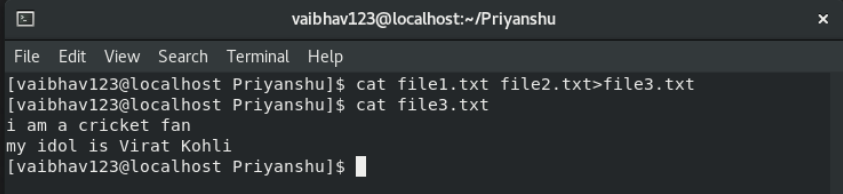 vaibhav123@localhost:~/Priyanshu
File Edit View Search Terminal Help
[vaibhav123@localhost Priyanshu]$ cat file1.txt file2.txt>file3.txt
[vaibhav123@localhost Priyanshu]$ cat file3.txt
i am a cricket fan
my idol is Virat Kohli
[vaibhav123@localhost Priyanshu]$